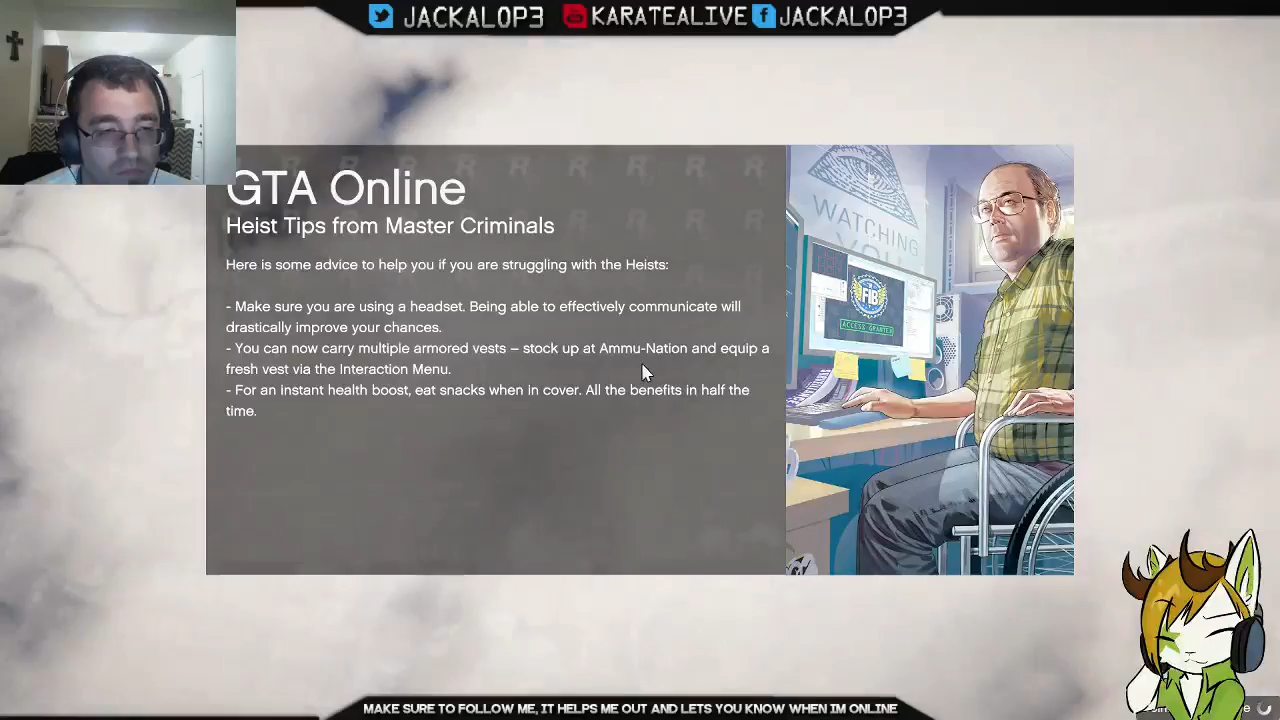 JACKALOP3 KARATEALIVE JACKALOP3
GTA Online
Heist Tips from Master Criminals
Here is some advice to help you if you are struggling with the Heists:
- Make sure you are using a headset. Being able to effectively communicate will
drastically improve your chances.
- You can now carry multiple armored vests – stock up at Ammu-Nation and equip a
fresh vest via the Interaction Menu.
- For an instant health boost, eat snacks when in cover. All the benefits in half the
time.
WATCHING
YOU
FIB
ACCESS GRANTED
MAKE SURE TO FOLLOW ME, IT HELPS ME OUT AND LETS YOU KNOW WHEN IM ONLINE